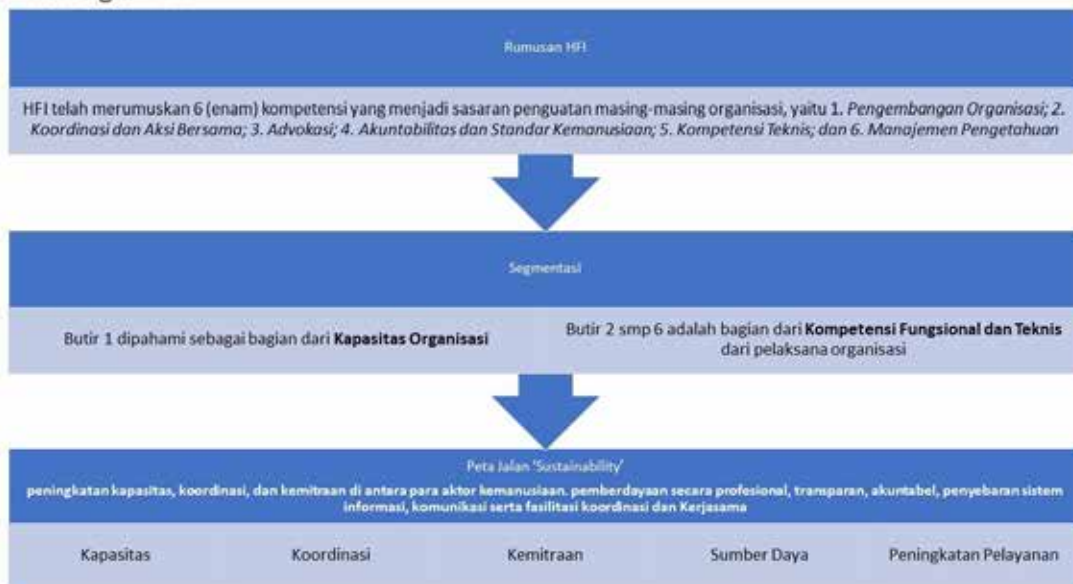 Rumusan HFI
HFI telah merumuskan 6 (enam) kompetensi yang menjadi sasaran penguatan masing-masing organisasi, yaitu 1. Pengembangan Organisasi; 2.
Koordinasi dan Aksi Bersama; 3. Advokasi; 4. Akuntabilitas dan Standar Kemanusiaan; 5. Kompetensi Teknis; dan 6. Manajemen Pengetahuan
Segmentasi
Butir 1 dipahami sebagai bagian dari Kapasitas Organisasi
Butir 2 smp 6 adalah bagian dari Kompetensi Fungsional dan Teknis
dari pelaksana organisasi
Peta Jalan 'Sustainability'
peningkatan kapasitas, koordinasi, dan kemitraan di antara para aktor kemanusiaan. pemberdayaan secara profesional, transparan, akuntabel, penyebaran sistem
informasi, komunikasi serta fasilitasi koordinasi dan Kerjasama
Kapasitas
Koordinasi
Kemitraan
Sumber Daya
Peningkatan Pelayanan